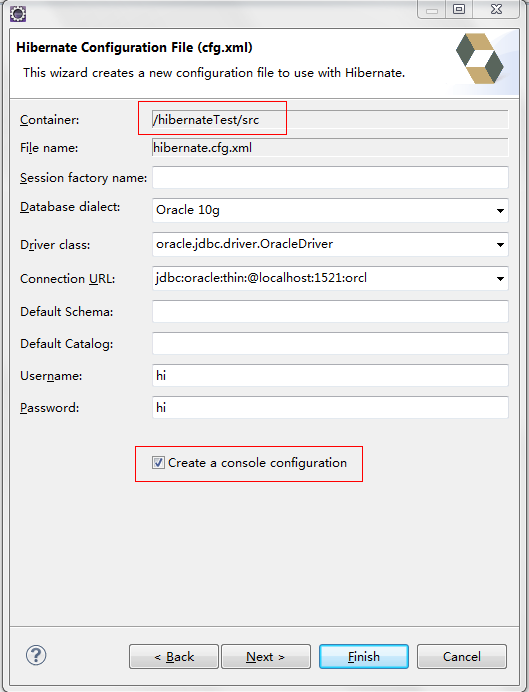 Hibernate Configuration File (cfg.xml)
This wizard creates a new configuration file to use with Hibernate.
Container: /hibernateTest/src
File name: hibernate.cfg.xml
Session factory name:
Database dialect: Oracle 10g
Driver class: oracle.jdbc.driver.OracleDriver
Connection URL: jdbc:oracle:thin:@localhost:1521:orcl
Default Schema:
Default Catalog:
Username: hi
Password: hi
Create a console configuration
? < Back Next > Finish Cancel